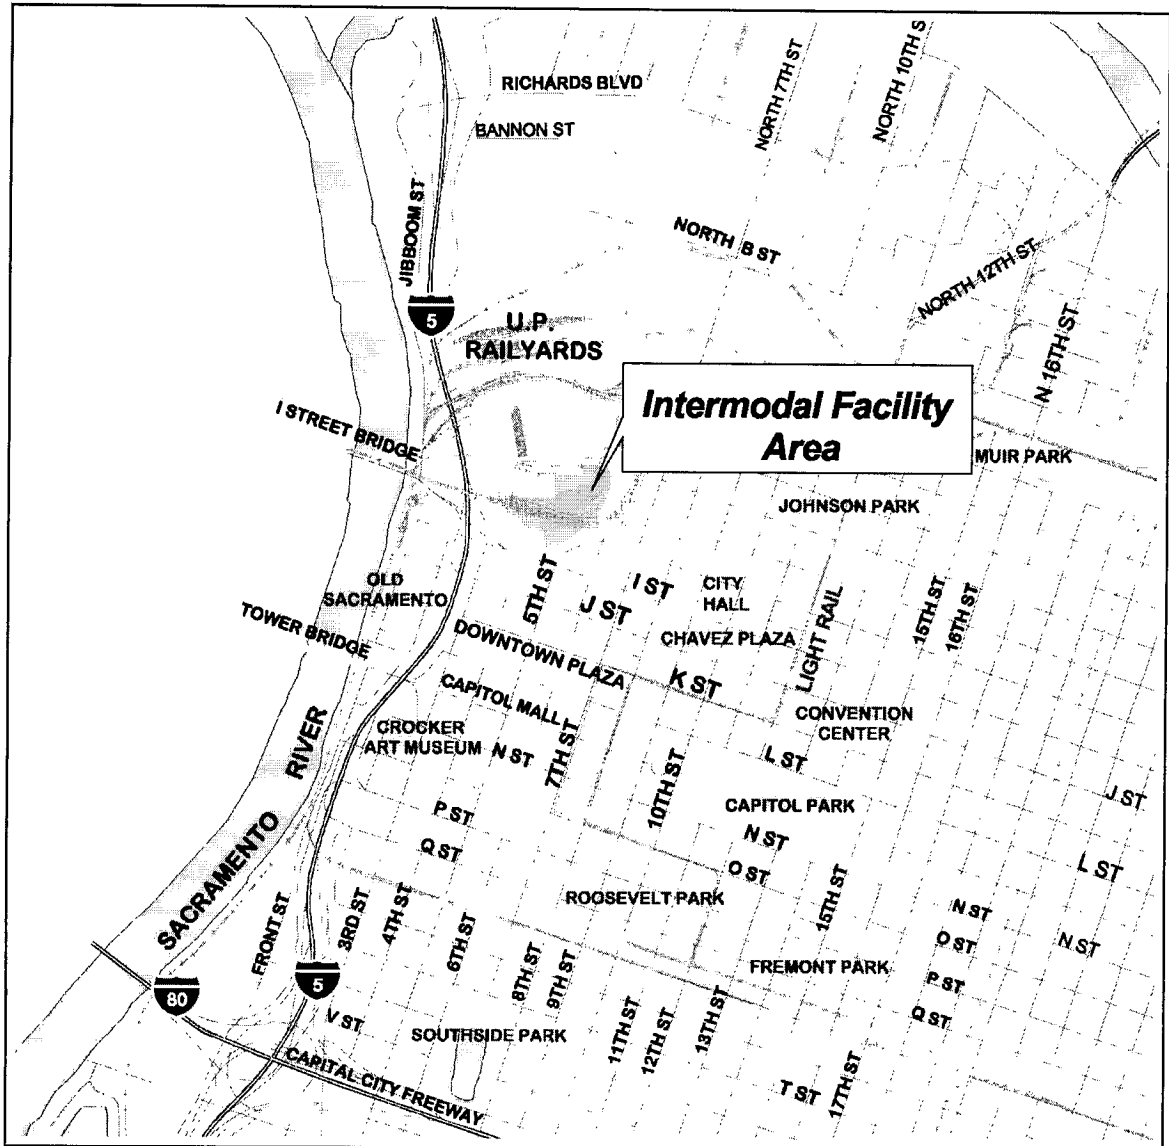 RICHARDS BLVD
BANNON ST
NORTH 7TH ST
NORTH 10TH S
JIBBOOM ST
NORTH B ST
NORTH 12TH ST
5
U.P.
RAILYARDS
N 16TH ST
Intermodal Facility
Area
I STREET BRIDGE
MUIR PARK
JOHNSON PARK
OLD
SACRAMENTO
5TH ST
I ST
J ST
CITY
HALL
CHAVEZ PLAZA
LIGHT RAIL
15TH ST
16TH ST
TOWER BRIDGE
DOWNTOWN PLAZA
K ST
CAPITOL MALL
CONVENTION
CENTER
CROCKER
ART MUSEUM
N ST
7TH ST
L ST
10TH ST
SACRAMENTO RIVER
P ST
CAPITOL PARK
J ST
Q ST
N ST
O ST
L ST
ROOSEVELT PARK
15TH ST
FRONT ST
3RD ST
4TH ST
6TH ST
N ST
O ST
N ST
8TH ST
9TH ST
FREMONT PARK
P ST
Q ST
80
5
V ST
SOUTHSIDE PARK
11TH ST
12TH ST
13TH ST
CAPITAL CITY FREEWAY
T ST
17TH ST